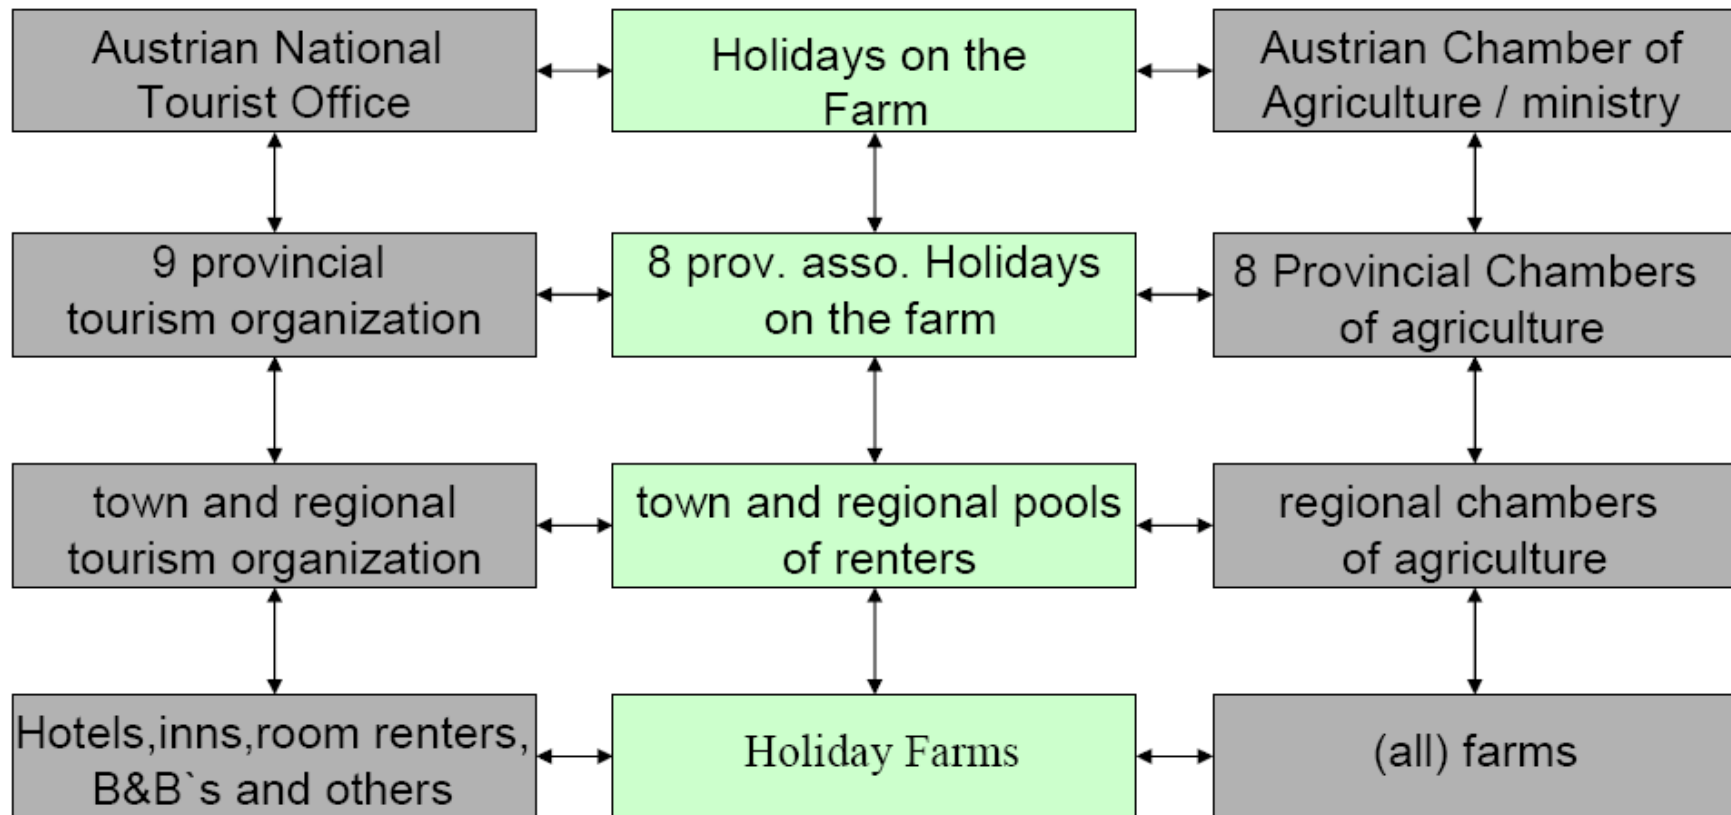 Austrian National
Tourist Office
Holidays on the
Farm
Austrian Chamber of
Agriculture / ministry
9 provincial
tourism organization
8 prov. asso. Holidays
on the farm
8 Provincial Chambers
of agriculture
town and regional
tourism organization
town and regional pools
of renters
regional chambers
of agriculture
Hotels,inns,room renters,
B&B`s and others
Holiday Farms
(all) farms